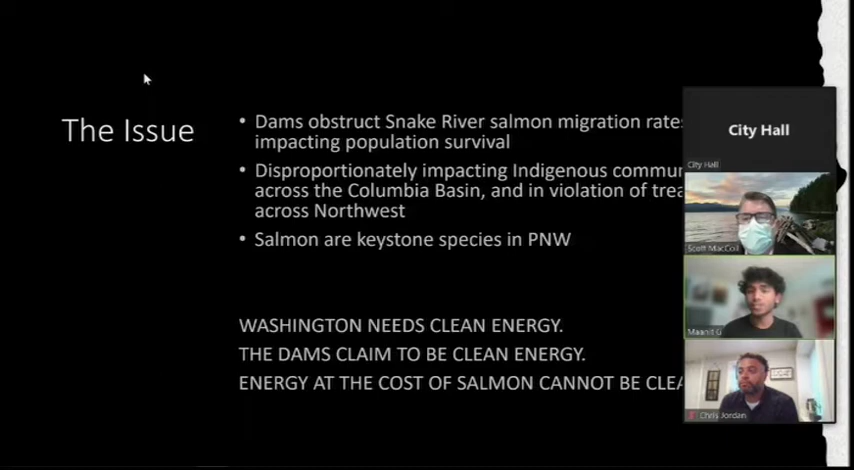 The Issue
• Dams obstruct Snake River salmon migration rates
impacting population survival
• Disproportionately impacting Indigenous commun
across the Columbia Basin, and in violation of trea
across Northwest
• Salmon are keystone species in PNW
WASHINGTON NEEDS CLEAN ENERGY.
THE DAMS CLAIM TO BE CLEAN ENERGY.
ENERGY AT THE COST OF SALMON CANNOT BE CLEA
City Hall
City Hall
Scott MacColl
Maanit G
Chris Jordan